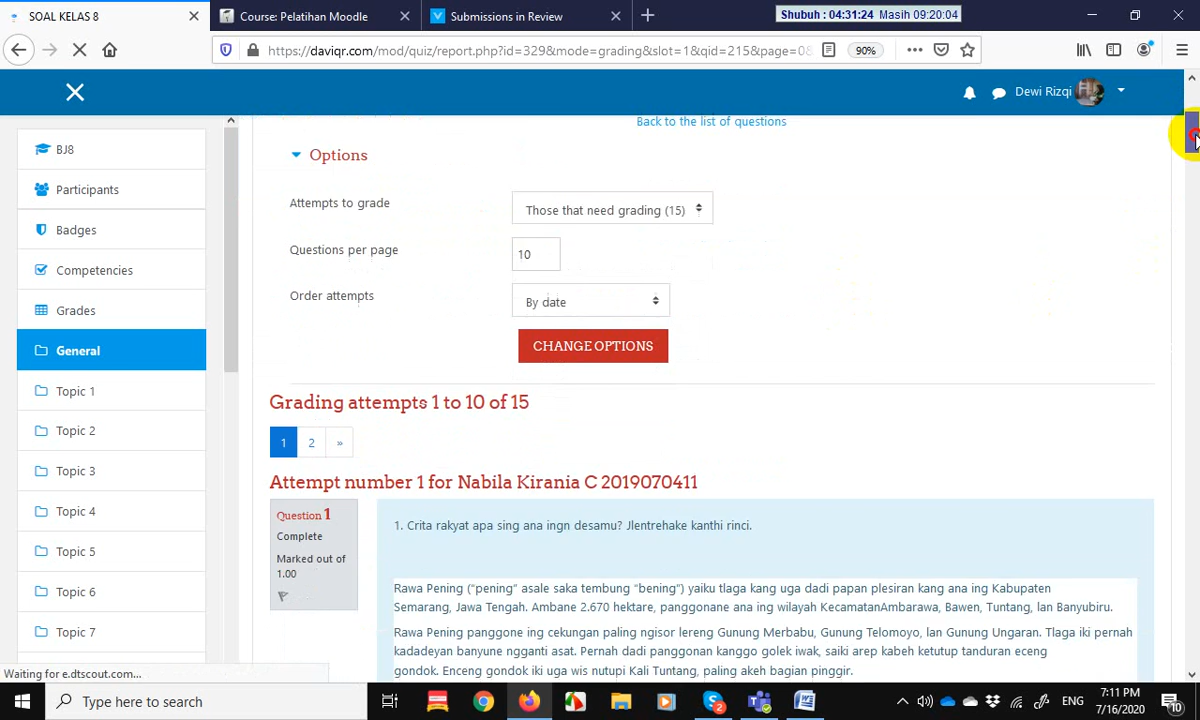 SOAL KELAS 8
Course: Pelatihan Moodle
Submissions in Review
Shubuh : 04:31:24 Masih 09:20:04
https://daviqr.com/mod/quiz/report.php?id=329&mode=grading&slot=1&qid=215&page=0
90%
Dewi Rizqi
BJ8
Participants
Badges
Competencies
Grades
General
Topic 1
Topic 2
Topic 3
Topic 4
Topic 5
Topic 6
Topic 7
Back to the list of questions
Options
Attempts to grade
Those that need grading (15)
Questions per page
10
Order attempts
By date
CHANGE OPTIONS
Grading attempts 1 to 10 of 15
1 2 »
Attempt number 1 for Nabila Kirania C 2019070411
Question 1
Complete
Marked out of
1.00
1. Crita rakyat apa sing ana ingn desamu? Jlentrehake kanthi rinci.
Rawa Pening (“pening” asale saka tembung “bening”) yaiku tlaga kang uga dadi papan plesiran kang ana ing Kabupaten
Semarang, Jawa Tengah. Ambane 2.670 hektare, panggonane ana ing wilayah KecamatanAmbarawa, Bawen, Tuntang, lan Banyubiru.
Rawa Pening panggone ing cekungan paling ngisor lereng Gunung Merbabu, Gunung Telomoyo, lan Gunung Ungaran. Tlaga iki pernah
kadadeyan banyune ngganti asat. Pernah dadi panggonan kanggo golek iwak, saiki arep kabeh ketutup tanduran eceng
gondok. Enceng gondok iki uga wis nutupi Kali Tuntang, paling akeh bagian pinggir.
Waiting for e.dtscout.com...
Type here to search
2
ENG
7:11 PM
7/16/2020
10